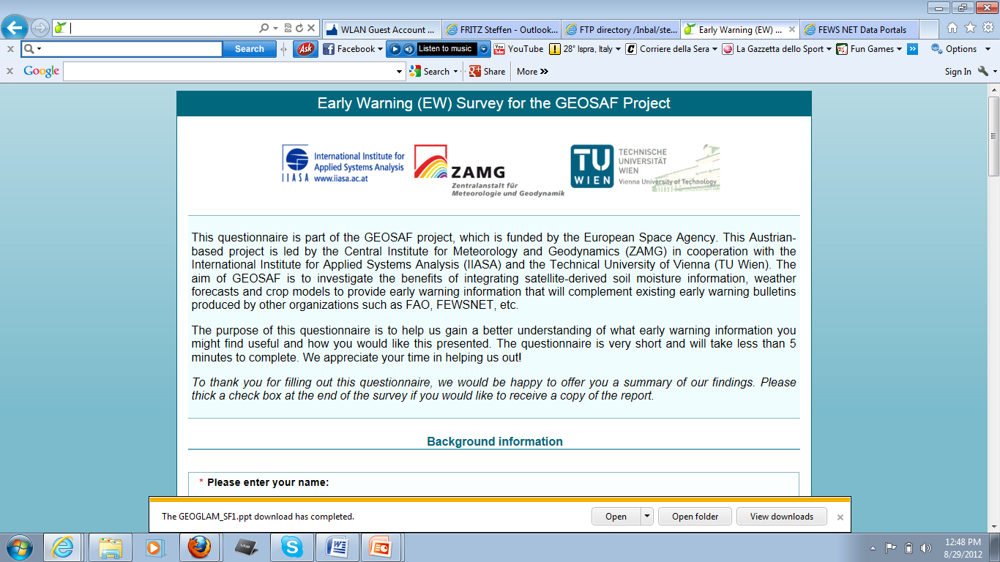 WLAN Guest Account ...
FRITZ Steffen - Outlook...
FTP directory /Inbal/ste...
Early Warning (EW) ...
FEWS NET Data Portals
Search
Ask
Facebook
Listen to music
YouTube
28° Ispra, Italy
Corriere della Sera
La Gazzetta dello Sport
Fun Games
Options
Google
Search
Share
More
Sign In
Early Warning (EW) Survey for the GEOSAF Project
IIASA
International Institute for
Applied Systems Analysis
www.iiasa.ac.at
ZAMG
Zentralanstalt für
Meteorologie und Geodynamik
TU
WIEN
TECHNISCHE
UNIVERSITÄT
WIEN
Vienna University of Technology
This questionnaire is part of the GEOSAF project, which is funded by the European Space Agency. This Austrian-
based project is led by the Central Institute for Meteorology and Geodynamics (ZAMG) in cooperation with the
International Institute for Applied Systems Analysis (IIASA) and the Technical University of Vienna (TU Wien). The
aim of GEOSAF is to investigate the benefits of integrating satellite-derived soil moisture information, weather
forecasts and crop models to provide early warning information that will complement existing early warning bulletins
produced by other organizations such as FAO, FEWSNET, etc.
The purpose of this questionnaire is to help us gain a better understanding of what early warning information you
might find useful and how you would like this presented. The questionnaire is very short and will take less than 5
minutes to complete. We appreciate your time in helping us out!
To thank you for filling out this questionnaire, we would be happy to offer you a summary of our findings. Please
thick a check box at the end of the survey if you would like to receive a copy of the report.
Background information
* Please enter your name:
The GEOGLAM_SF1.ppt download has completed.
Open
Open folder
View downloads
12:48 PM
8/29/2012